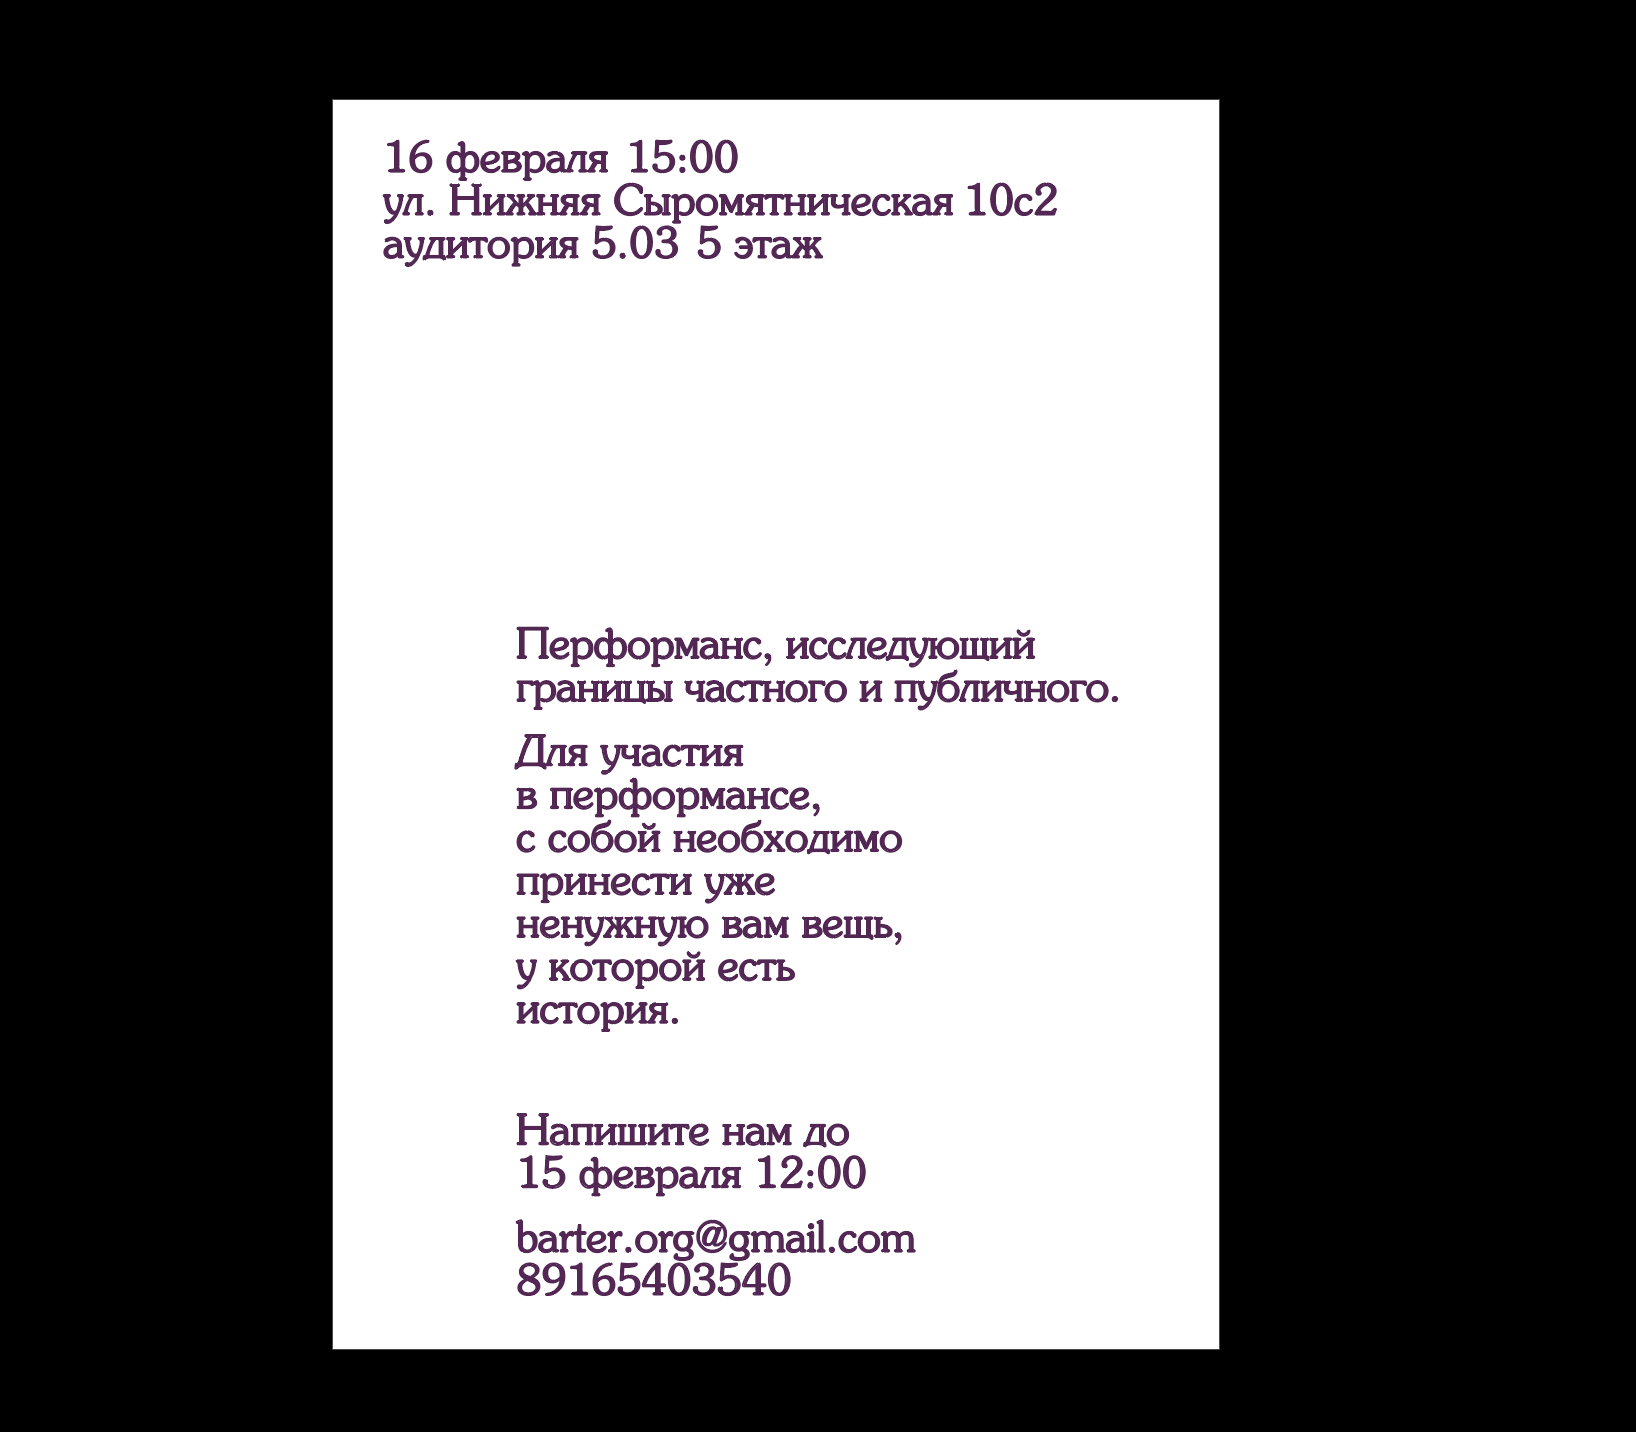 16 февраля 15:00
ул. Нижняя Сыромятническая 10с2
аудитория 5.03 5 этаж
Перформанс, исследующий
границы частного и публичного.
Для участия
в перформансе,
с собой необходимо
принести уже
ненужную вам вещь,
у которой есть
история.
Напишите нам до
15 февраля 12:00
barter.org@gmail.com
89165403540